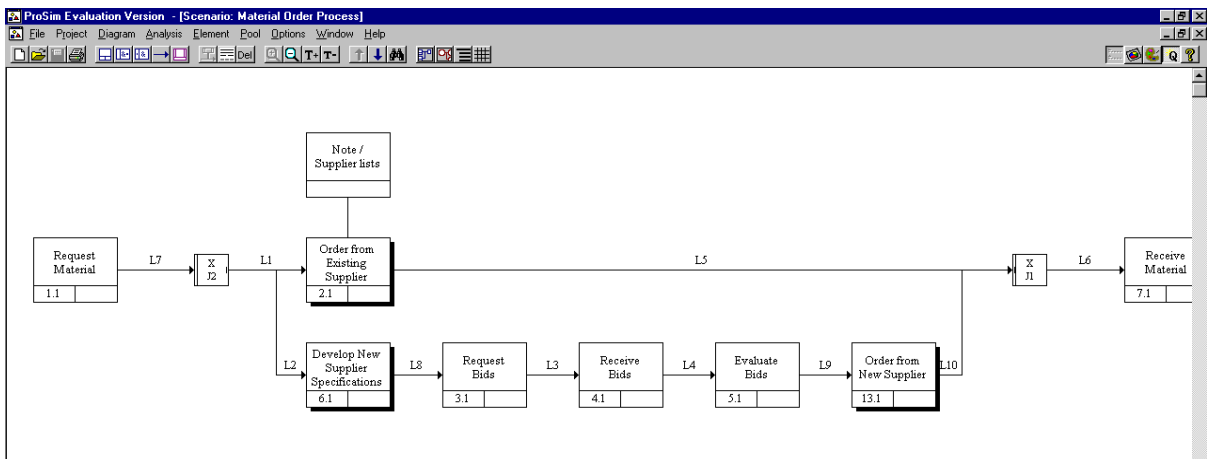 ProSim Evaluation Version - [Scenario: Material Order Process]
File Project Diagram Analysis Element Pool Options Window Help
Del T+ T- Q ?
Note /
Supplier lists
Request
Material
1.1
L7
X
J2
L1
Order from
Existing
Supplier
2.1
L5
X
J1
L6
Receive
Material
7.1
L2
Develop New
Supplier
Specifications
6.1
L8
Request
Bids
3.1
L3
Receive
Bids
4.1
L4
Evaluate
Bids
5.1
L9
Order from
New Supplier
13.1
L10